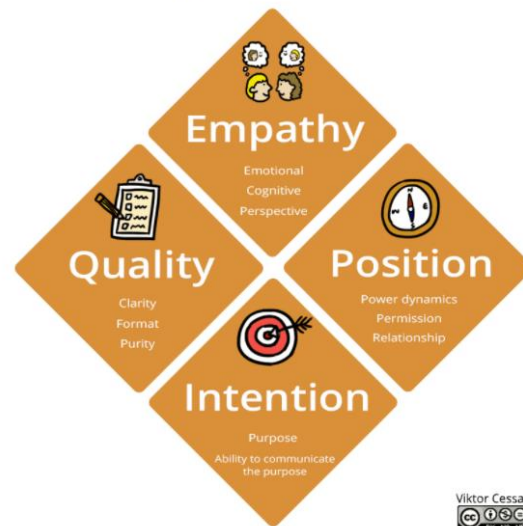 Empathy
Emotional
Cognitive
Perspective
Quality
Clarity
Format
Purity
Position
Power dynamics
Permission
Relationship
Intention
Purpose
Ability to communicate
the purpose
Viktor Cessa
cc